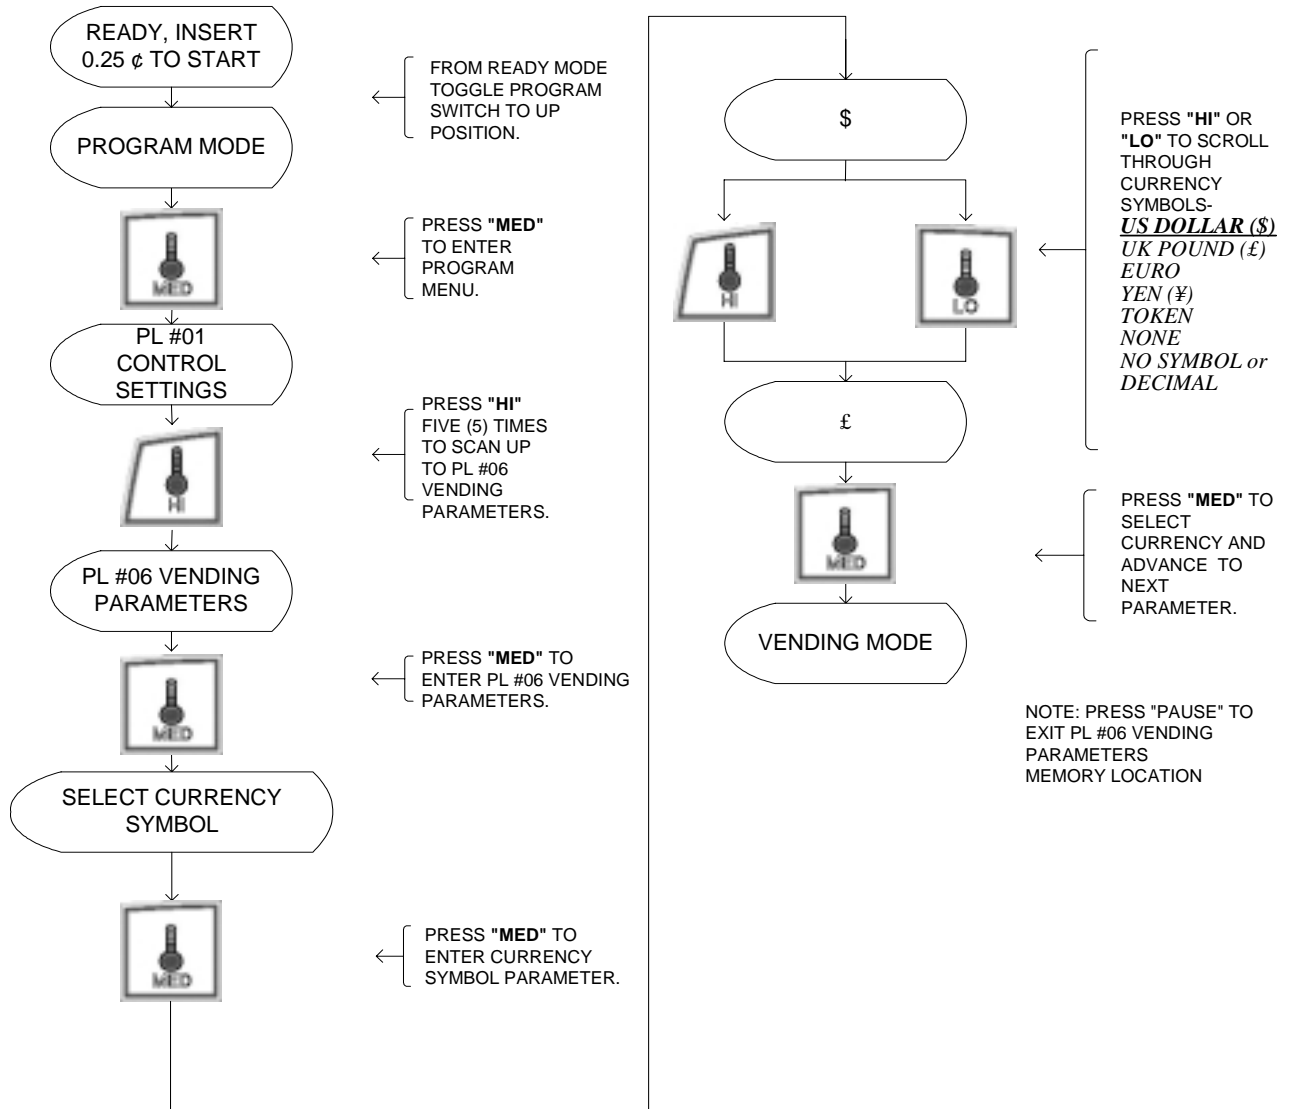 READY, INSERT
0.25 ¢ TO START
FROM READY MODE
TOGGLE PROGRAM
SWITCH TO UP
POSITION.
PROGRAM MODE
MED
PRESS "MED"
TO ENTER
PROGRAM
MENU.
PL #01
CONTROL
SETTINGS
HI
PRESS "HI"
FIVE (5) TIMES
TO SCAN UP
TO PL #06
VENDING
PARAMETERS.
PL #06 VENDING
PARAMETERS
MED
PRESS "MED" TO
ENTER PL #06 VENDING
PARAMETERS.
SELECT CURRENCY
SYMBOL
MED
PRESS "MED" TO
ENTER CURRENCY
SYMBOL PARAMETER.
$
HI
LO
PRESS "HI" OR
"LO" TO SCROLL
THROUGH
CURRENCY
SYMBOLS-
US DOLLAR ($)
UK POUND (£)
EURO
YEN (¥)
TOKEN
NONE
NO SYMBOL or
DECIMAL
£
MED
PRESS "MED" TO
SELECT
CURRENCY AND
ADVANCE TO
NEXT
PARAMETER.
VENDING MODE
NOTE: PRESS "PAUSE" TO
EXIT PL #06 VENDING
PARAMETERS
MEMORY LOCATION